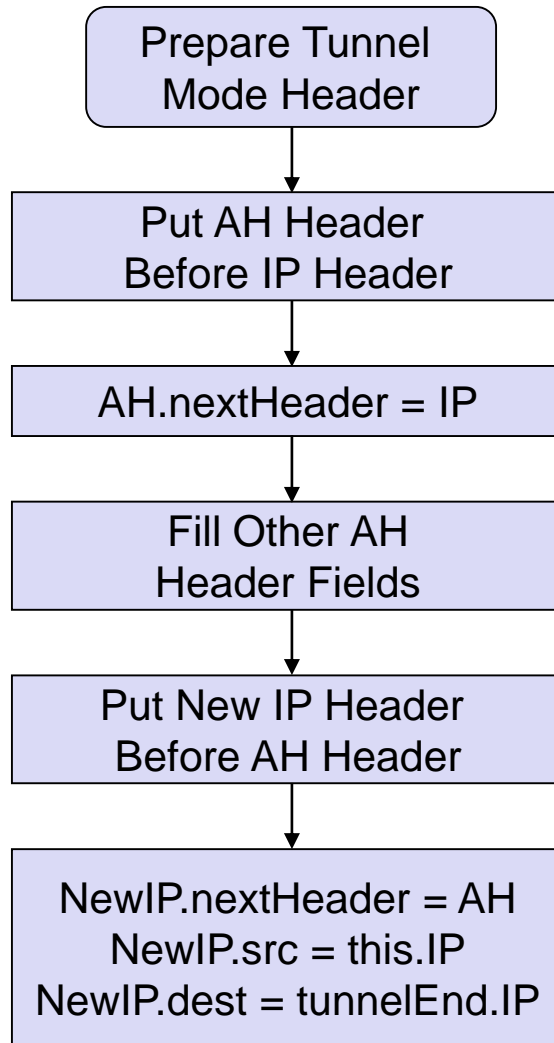 Prepare Tunnel
Mode Header
Put AH Header
Before IP Header
AH.nextHeader = IP
Fill Other AH
Header Fields
Put New IP Header
Before AH Header
NewIP.nextHeader = AH
NewIP.src = this.IP
NewIP.dest = tunnelEnd.IP